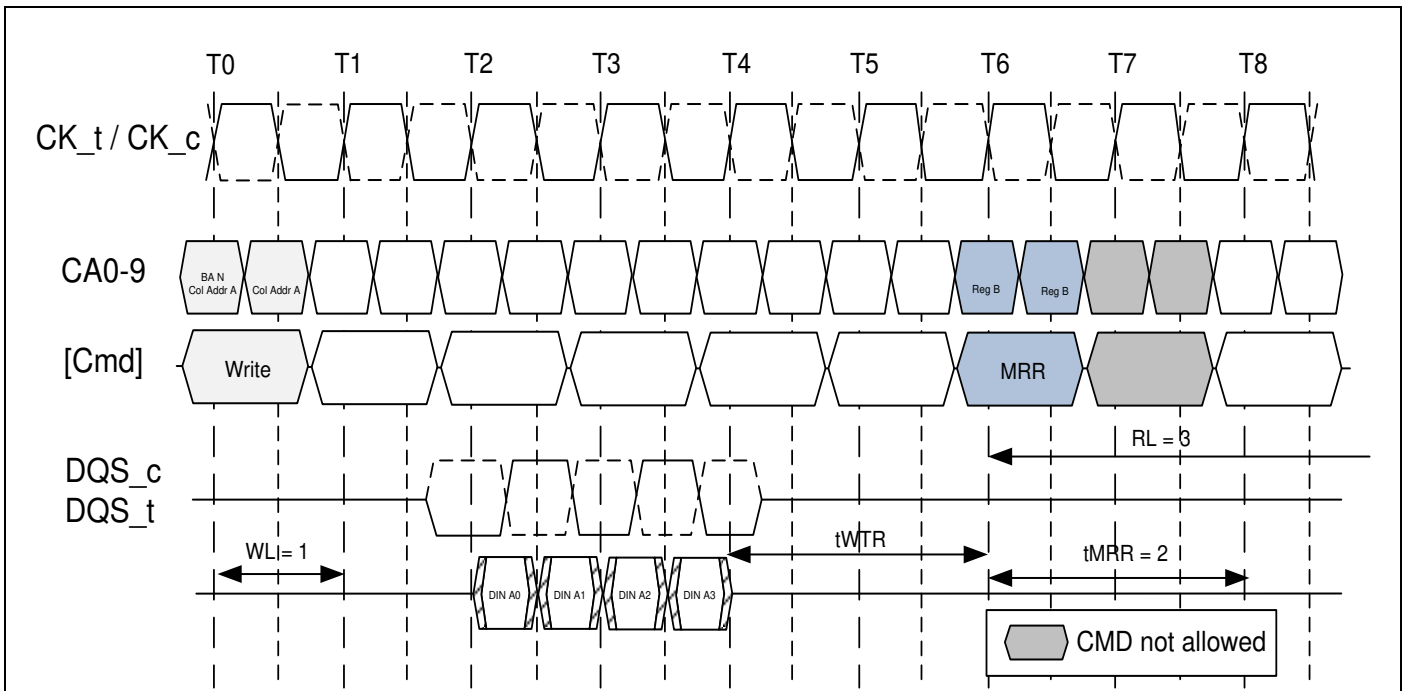 T0 T1 T2 T3 T4 T5 T6 T7 T8
CK_t / CK_c
CA0-9
BA N
Col Addr A
Col Addr A
Reg B
Reg B
[Cmd]
Write
MRR
RL = 3
DQS_c
DQS_t
WL = 1
tWTR
tMRR = 2
DIN A0
DIN A1
DIN A2
DIN A3
CMD not allowed